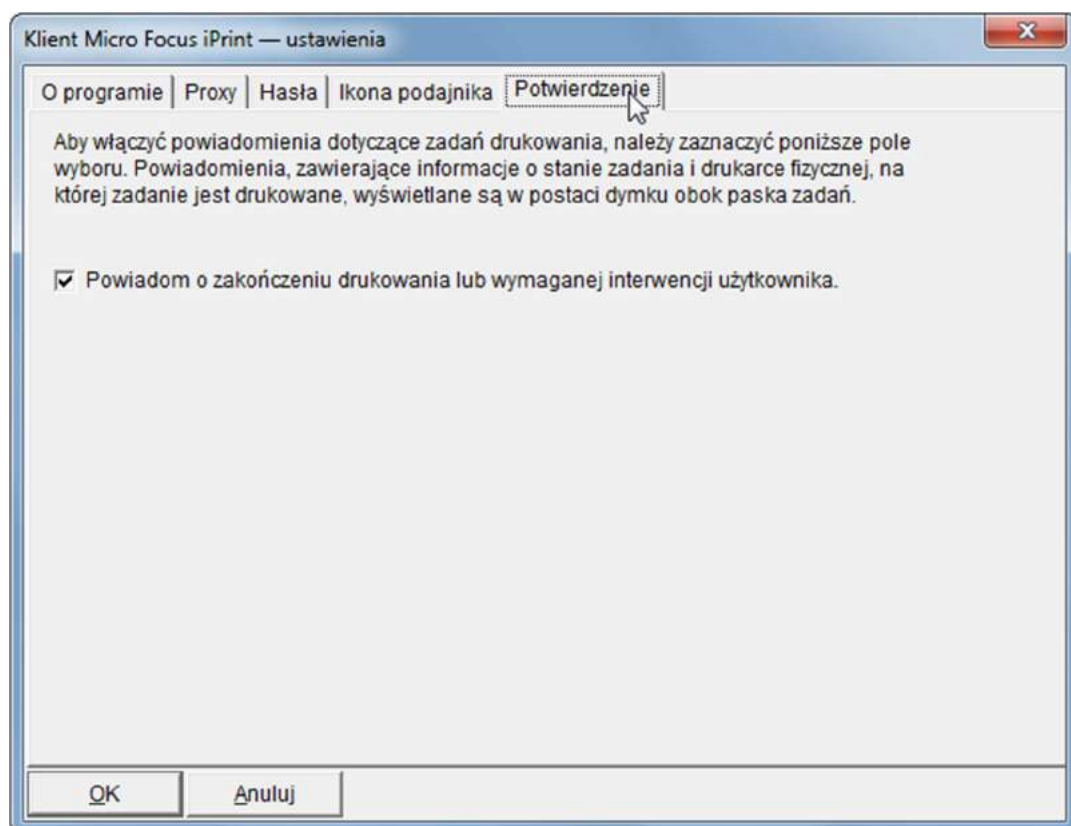 Klient Micro Focus iPrint — ustawienia
O programie Proxy Hasła Ikona podajnika Potwierdzenie
Aby włączyć powiadomienia dotyczące zadań drukowania, należy zaznaczyć poniższe pole
wyboru. Powiadomienia, zawierające informacje o stanie zadania i drukarce fizycznej, na
której zadanie jest drukowane, wyświetlane są w postaci dymku obok paska zadań.
Powiadom o zakończeniu drukowania lub wymaganej interwencji użytkownika.
OK Anuluj